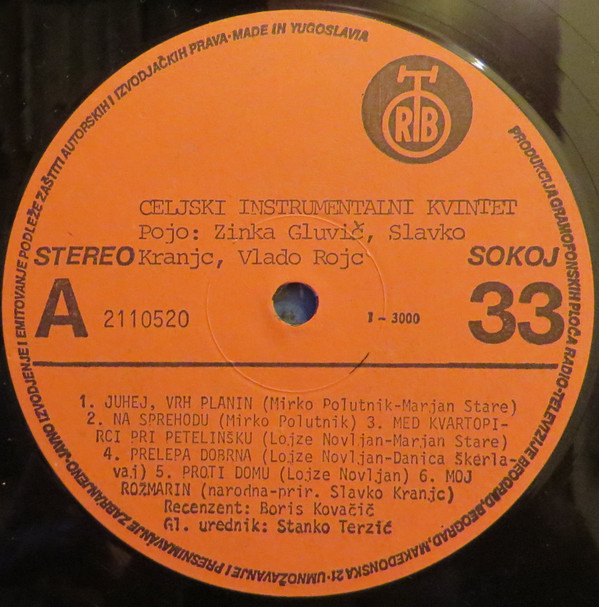 JAVNO IZVODJENJE I EMITOVANJE PODLEŽE ZAŠTITI AUTORSKIH I IZVODJAČKIH PRAVA · MADE IN YUGOSLAVIA
RTB
PRODUKCIJA GRAMOFONSKIH PLOČA RADIO-TELEVIZIJE BEOGRAD, BEOGRAD, MAKEDONSKA 21 · UMNOŽAVANJE I PRESNIMAVANJE ZABRANJENO ·
CELJSKI INSTRUMENTALNI KVINTET
Pojo: Zinka Gluvič, Slavko
STEREO Kranjc, Vlado Rojc SOKOJ
A 2110520 1 - 3000 33
1. JUHEJ, VRH PLANIN (Mirko Polutnik-Marjan Stare)
2. NA SPREHODU (Mirko Polutnik) 3. MED KVARTOPI-
RCI PRI PETELINSKU (Lojze Novljan-Marjan Stare)
4. PRELEPA DOBRNA (Lojze Novljan-Danica Škerla-
vaj) 5. PROTI DOMU (Lojze Novljan) 6. MOJ
ROŽMARIN (narodna-prir. Slavko Kranjc)
Recenzent: Boris Kovačič
Gl. urednik: Stanko Terzić